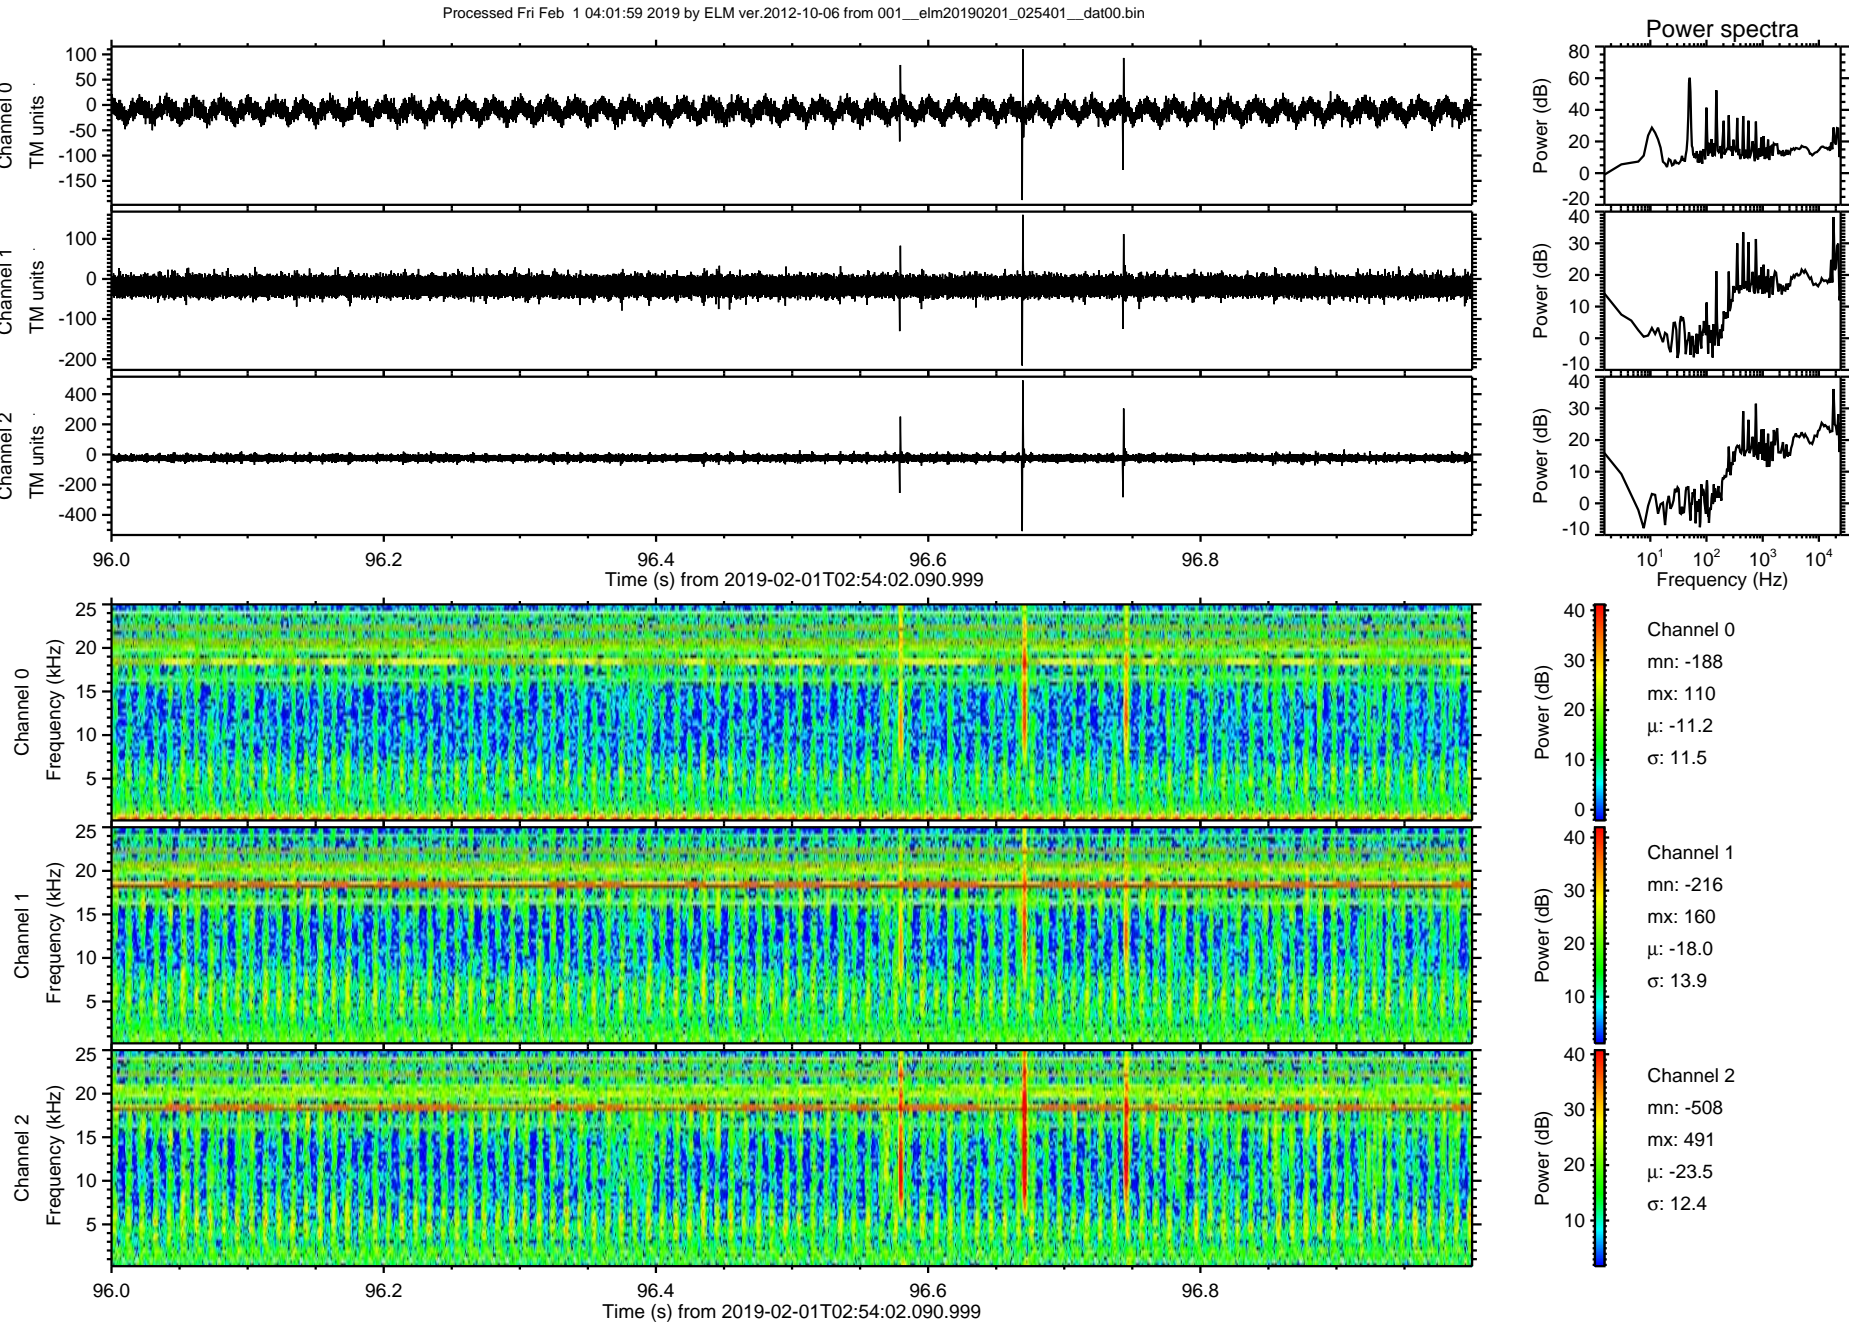 Processed Fri Feb  1 04:01:59 2019 by ELM ver.2012-10-06 from 001__elm20190201_025401__dat00.bin
Power spectra
Channel 0
TM units
100
50
0
-50
-100
-150
Power (dB)
80
60
40
20
0
-20
Channel 1
TM units
100
0
-100
-200
Power (dB)
40
30
20
10
0
-10
Channel 2
TM units
400
200
0
-200
-400
Power (dB)
40
30
20
10
0
-10
96.0 96.2 96.4 96.6 96.8
Time (s) from 2019-02-01T02:54:02.090.999
10^1 10^2 10^3 10^4
Frequency (Hz)
Channel 0
Frequency (kHz)
25
20
15
10
5
Power (dB)
40
30
20
10
0
Channel 0
mn: -188
mx: 110
μ: -11.2
σ: 11.5
Channel 1
Frequency (kHz)
25
20
15
10
5
Power (dB)
40
30
20
10
Channel 1
mn: -216
mx: 160
μ: -18.0
σ: 13.9
Channel 2
Frequency (kHz)
25
20
15
10
5
Power (dB)
40
30
20
10
Channel 2
mn: -508
mx: 491
μ: -23.5
σ: 12.4
96.0 96.2 96.4 96.6 96.8
Time (s) from 2019-02-01T02:54:02.090.999